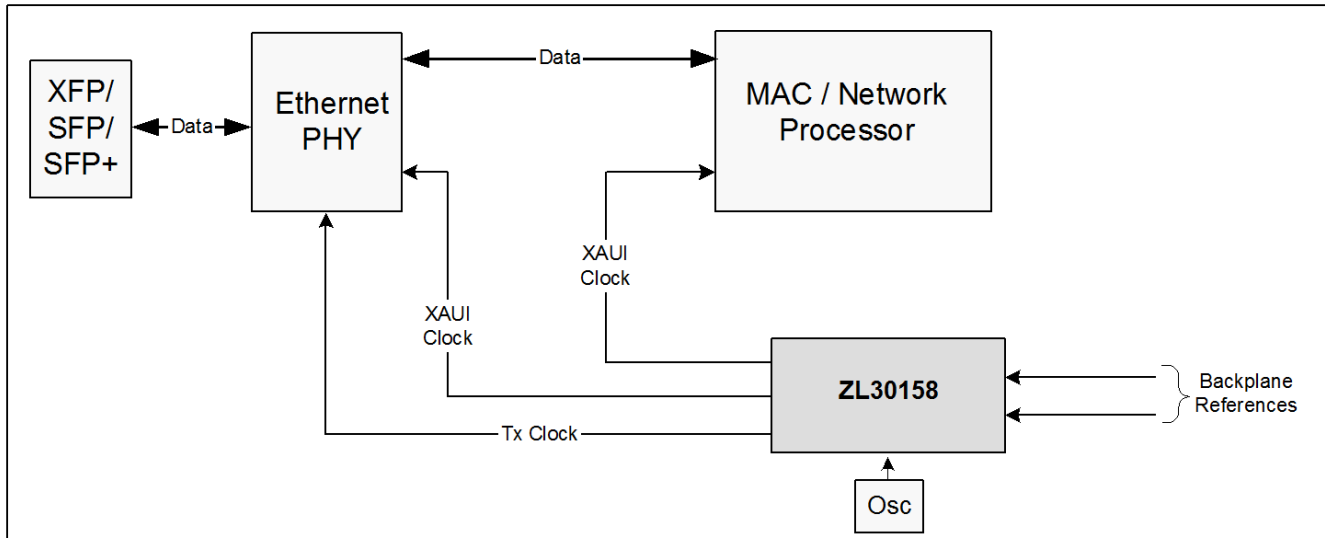 XFP/
SFP/
SFP+
Data
Ethernet
PHY
Data
MAC / Network
Processor
XAUI
Clock
XAUI
Clock
Tx Clock
ZL30158
Backplane
References
Osc